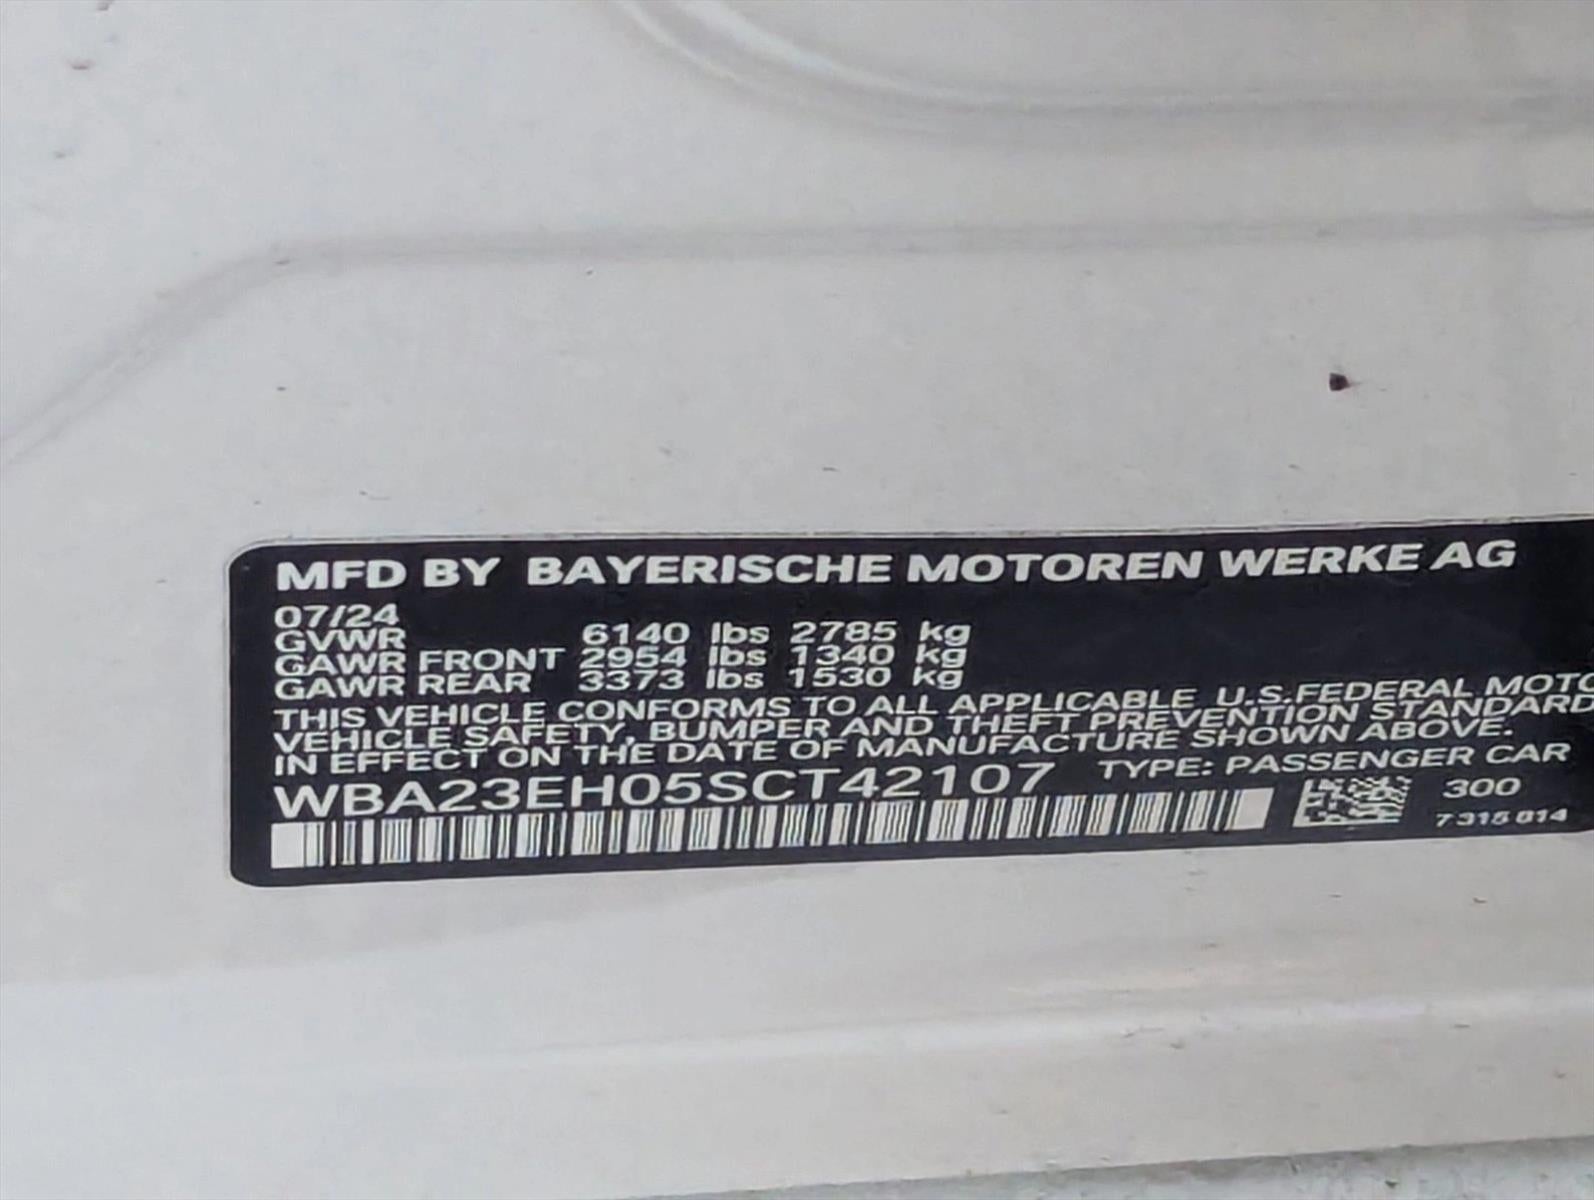 MFD BY BAYERISCHE MOTOREN WERKE AG
07/24
GVWR 6140 lbs 2785 kg
GAWR FRONT 2954 lbs 1340 kg
GAWR REAR 3373 lbs 1530 kg
THIS VEHICLE CONFORMS TO ALL APPLICABLE U.S.FEDERAL MOTO
VEHICLE SAFETY, BUMPER AND THEFT PREVENTION STANDARD
IN EFFECT ON THE DATE OF MANUFACTURE SHOWN ABOVE.
WBA23EH05SCT42107 TYPE: PASSENGER CAR
300
7 315 814